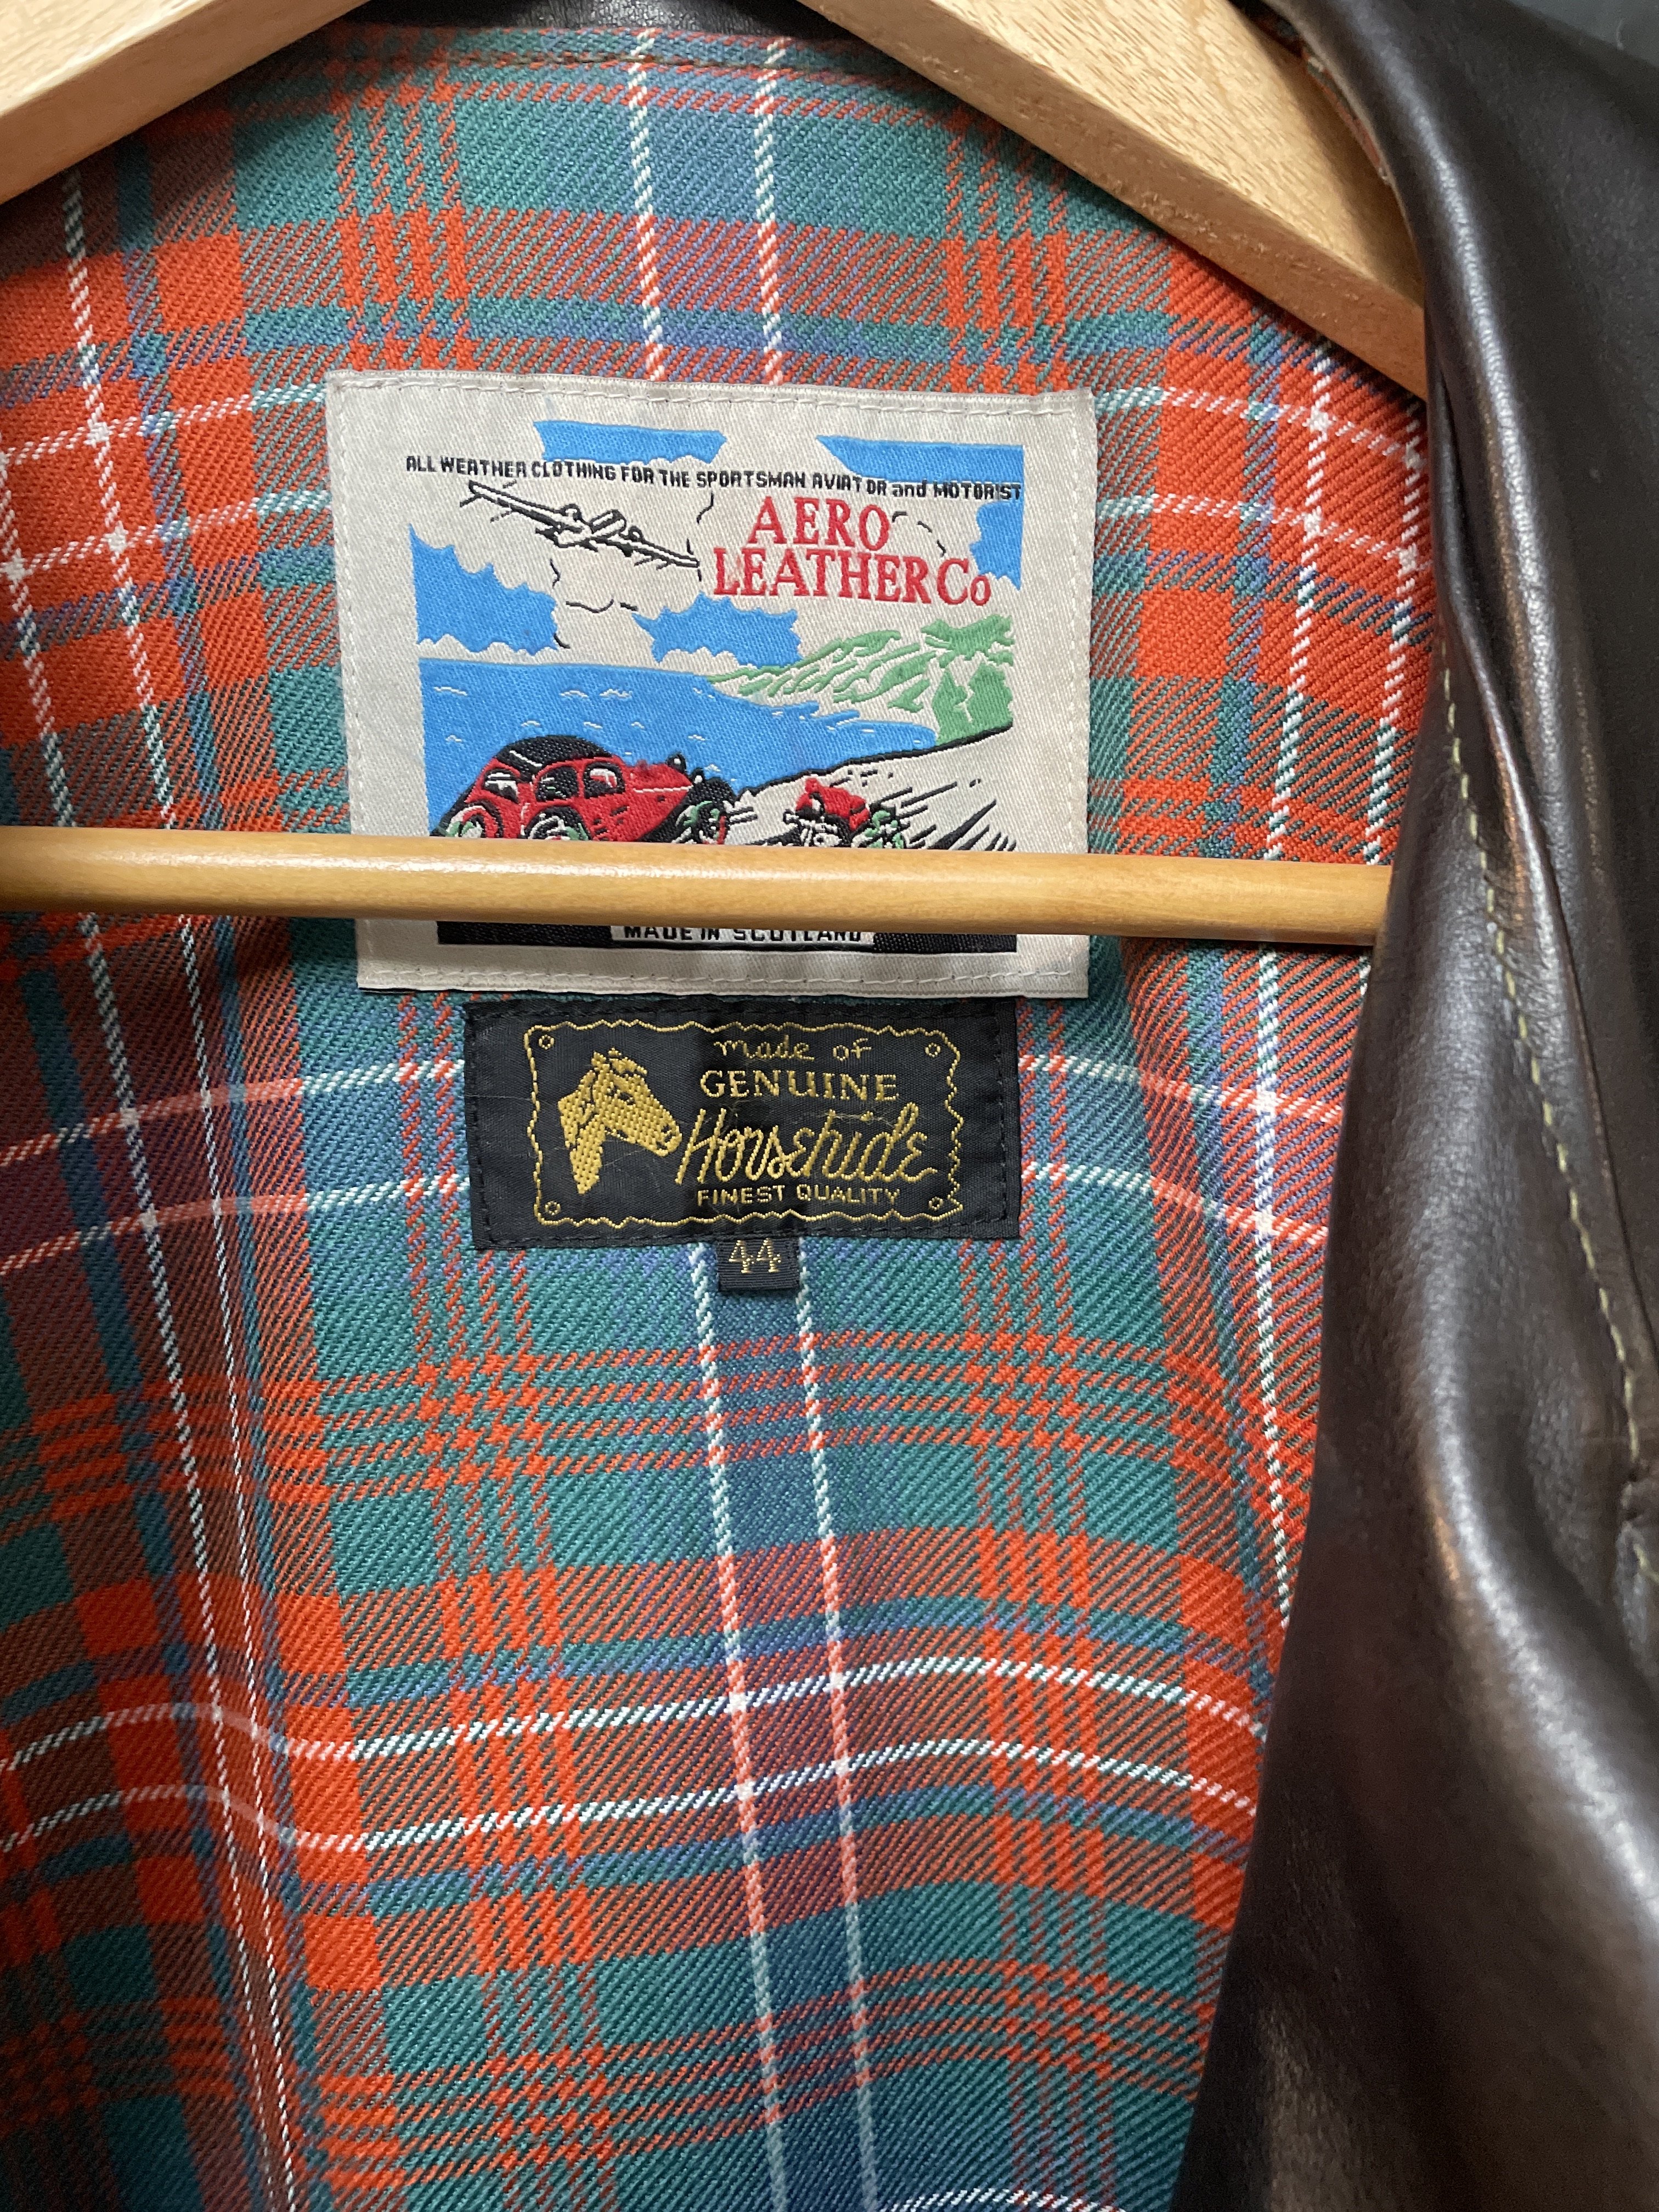 ALL WEATHER CLOTHING FOR THE SPORTSMAN AVIATOR and MOTORIST
AERO
LEATHER Co
MADE IN SCOTLAND
made of
GENUINE
Horsehide
FINEST QUALITY
44